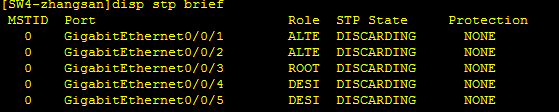 [SW4-zhangsan]disp stp brief
MSTID Port Role STP State Protection
0 GigabitEthernet0/0/1 ALTE DISCARDING NONE
0 GigabitEthernet0/0/2 ALTE DISCARDING NONE
0 GigabitEthernet0/0/3 ROOT DISCARDING NONE
0 GigabitEthernet0/0/4 DESI DISCARDING NONE
0 GigabitEthernet0/0/5 DESI DISCARDING NONE